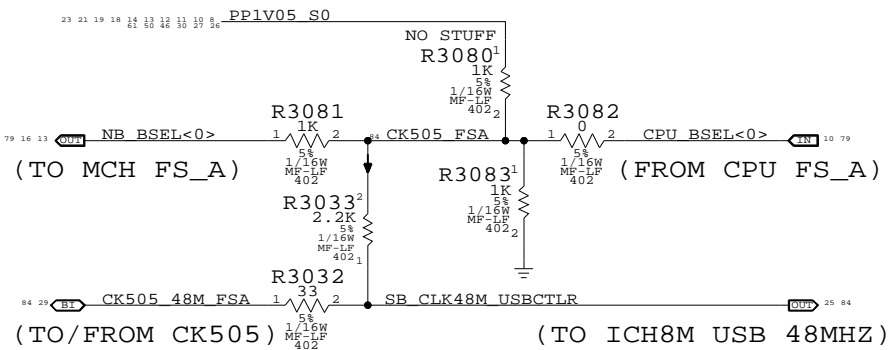 23 21 19 18 14 13 12 11 10 8 PP1V05_S0
61 50 46 30 27 26
NO STUFF
R3080 1
1K
5%
1/16W
MF-LF
402 2
R3081
1K
R3082
0
79 16 13 OUT NB_BSEL<0> 1 2 84 CK505_FSA 1 2 CPU_BSEL<0> IN 10 79
5%
1/16W
MF-LF
402
5%
1/16W
MF-LF
402
(TO MCH FS_A)
R3083 1
1K
5%
1/16W
MF-LF
402 2
(FROM CPU FS_A)
R3033 2
2.2K
5%
1/16W
MF-LF
402 1
R3032
33
84 29 BI CK505_48M_FSA 1 2 SB_CLK48M_USBCTLR OUT 25 84
5%
1/16W
MF-LF
402
(TO/FROM CK505)
(TO ICH8M USB 48MHZ)